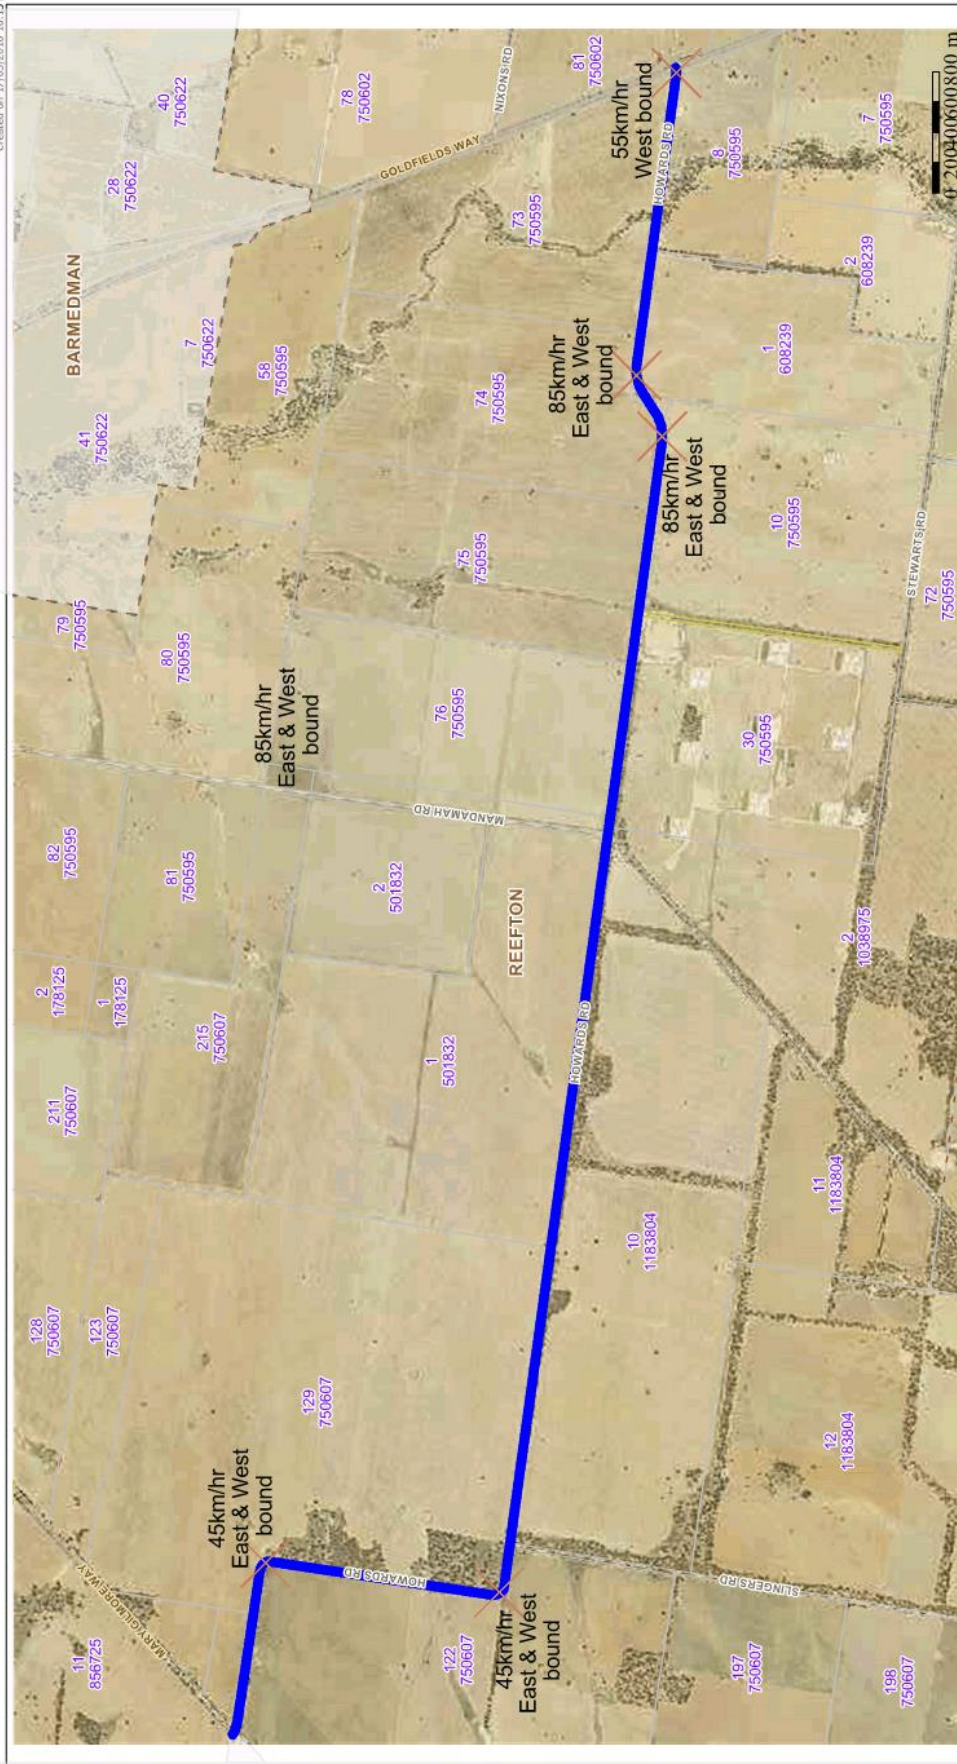 MARY GILMORE WAY
11
856725
128
750607
123
750607
211
750607
2
178125
1
178125
215
750607
82
750595
81
750595
79
750595
80
750595
41
750622
BARMEDMAN
28
750622
40
750622
7
750622
58
750595
78
750602
NIXONS RD
81
750602
GOLDFIELDS WAY
45km/hr
East & West
bound
129
750607
85km/hr
East & West
bound
2
501832
1
501832
MANDAMAH RD
76
750595
75
750595
74
750595
73
750595
85km/hr
East & West
bound
55km/hr
West bound
HOWARDS RD
122
750607
HOWARDS RD
REEFTON
HOWARDS RD
45km/hr
East & West
bound
85km/hr
East & West
bound
8
750595
7
750595
10
1183804
30
750595
10
750595
1
608239
2
608239
SLINGERS RD
197
750607
198
750607
12
1183804
11
1183804
2
1038975
STEWARTS RD
72
750595
0 200400600800 m